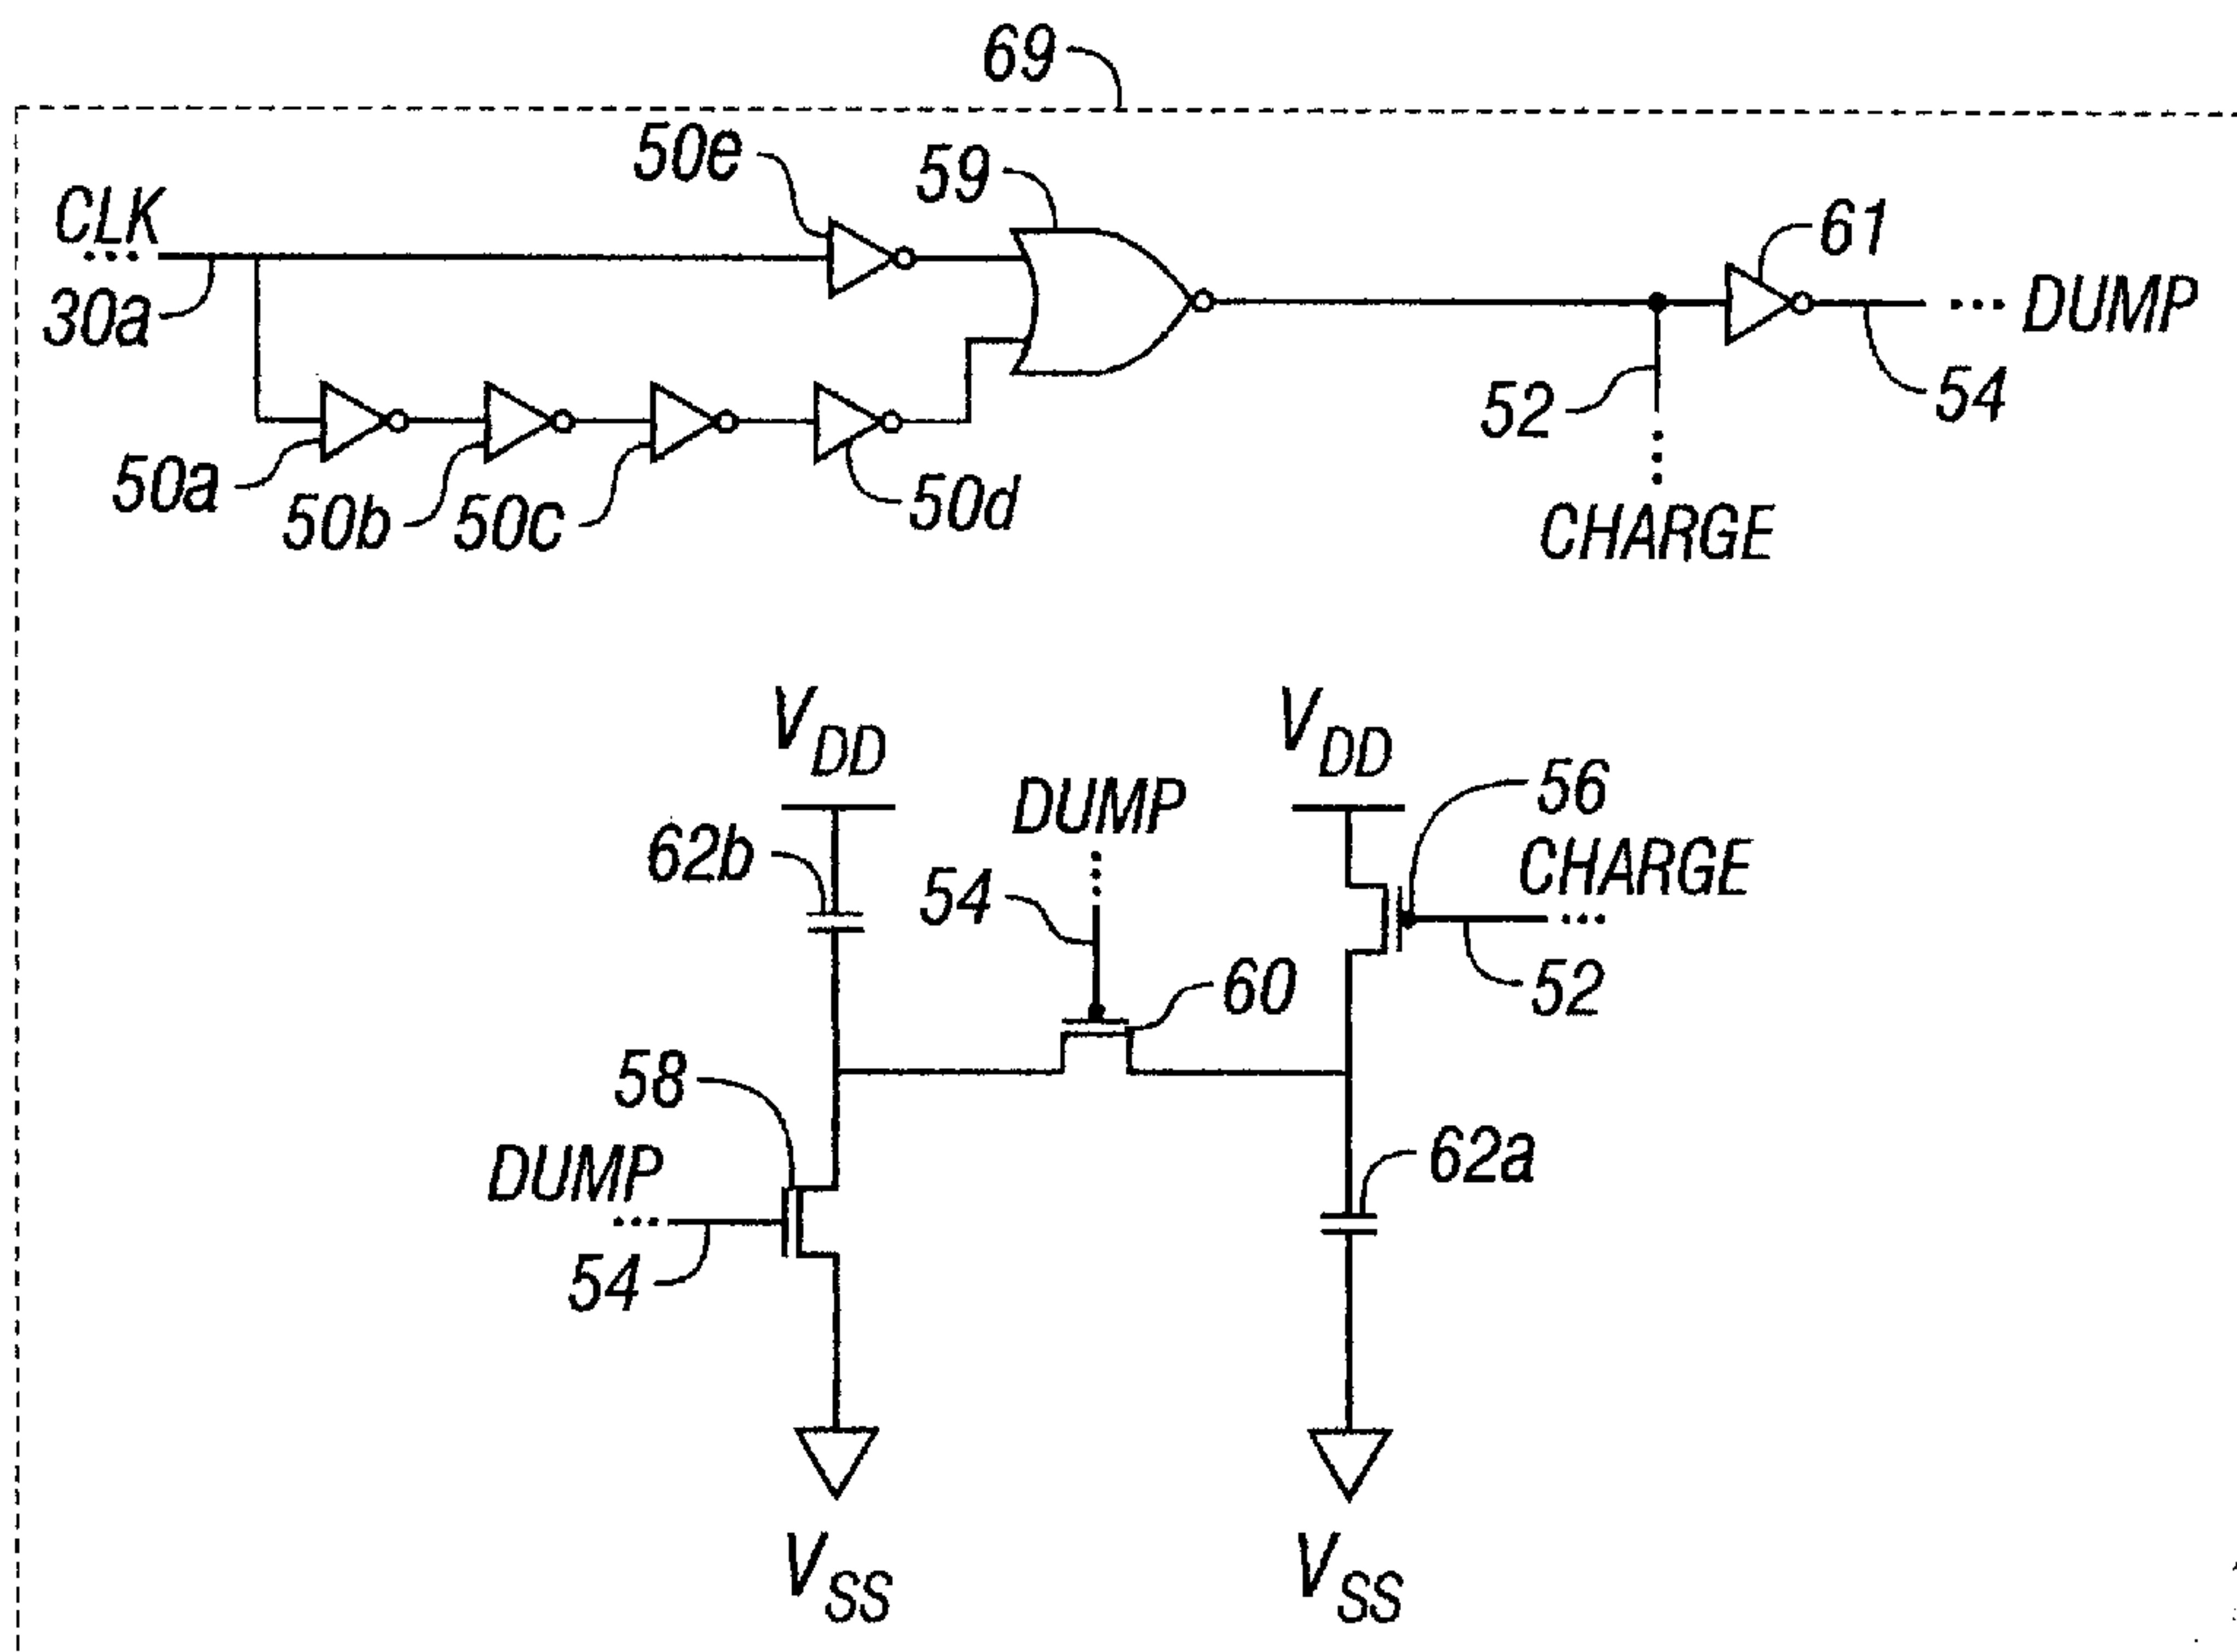 69
50e
59
CLK
...
30a
61
... DUMP
54
52
50a
50b
50c
50d
CHARGE
VDD
VDD
DUMP
56
62b
54
CHARGE
...
52
60
58
DUMP
...
54
62a
VSS
VSS